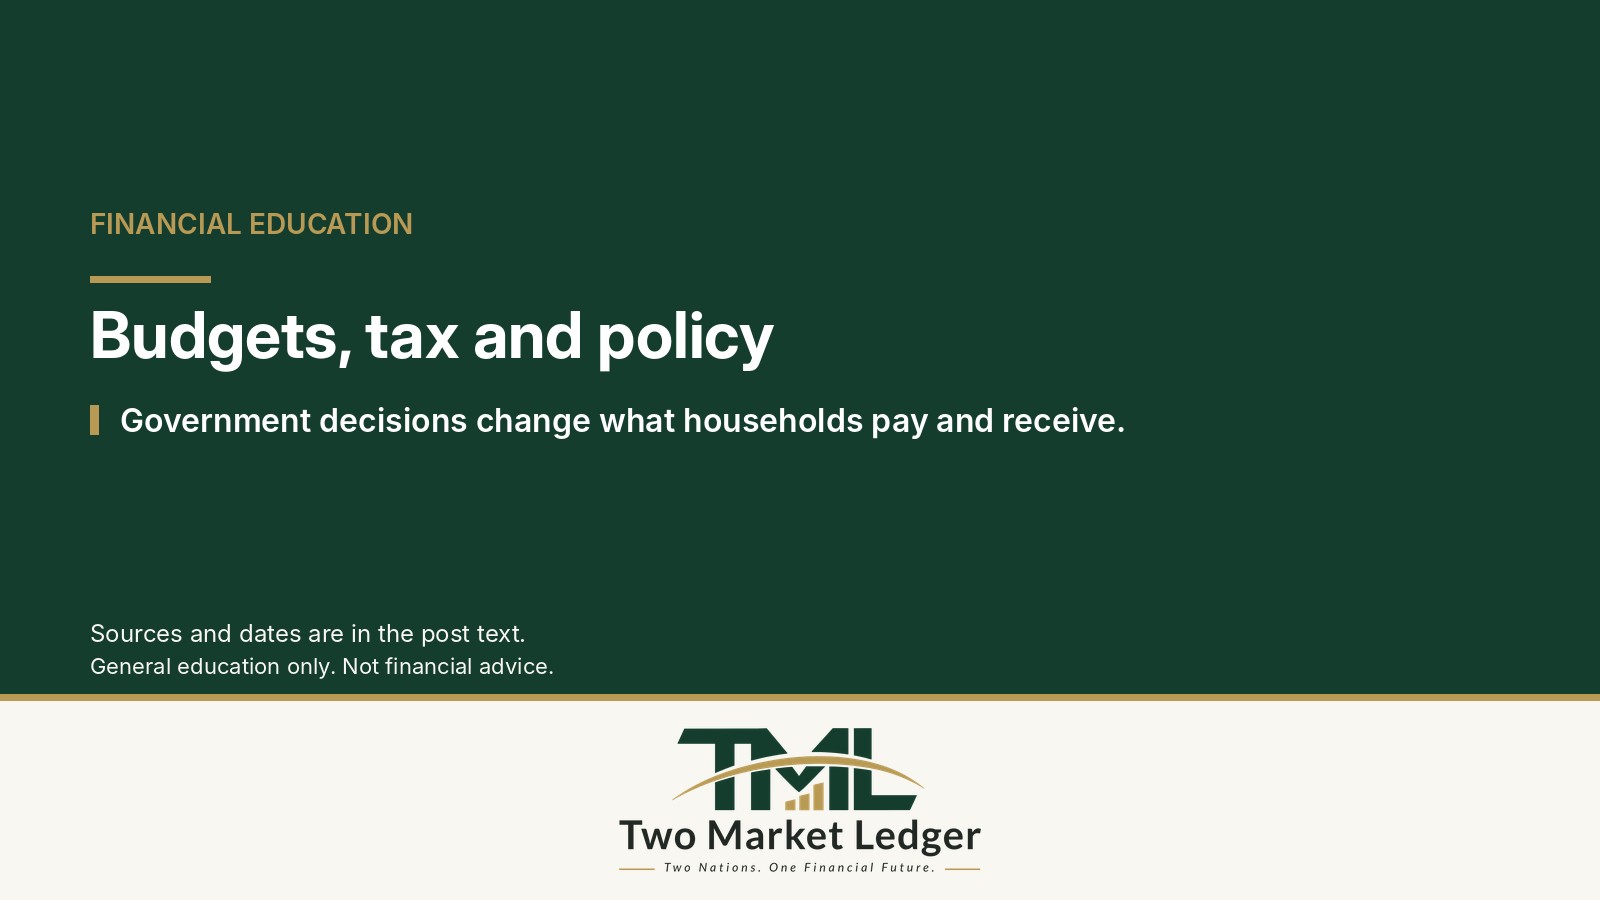 FINANCIAL EDUCATION
Budgets, tax and policy
Government decisions change what households pay and receive.
Sources and dates are in the post text.
General education only. Not financial advice.
TML
Two Market Ledger
Two Nations. One Financial Future.